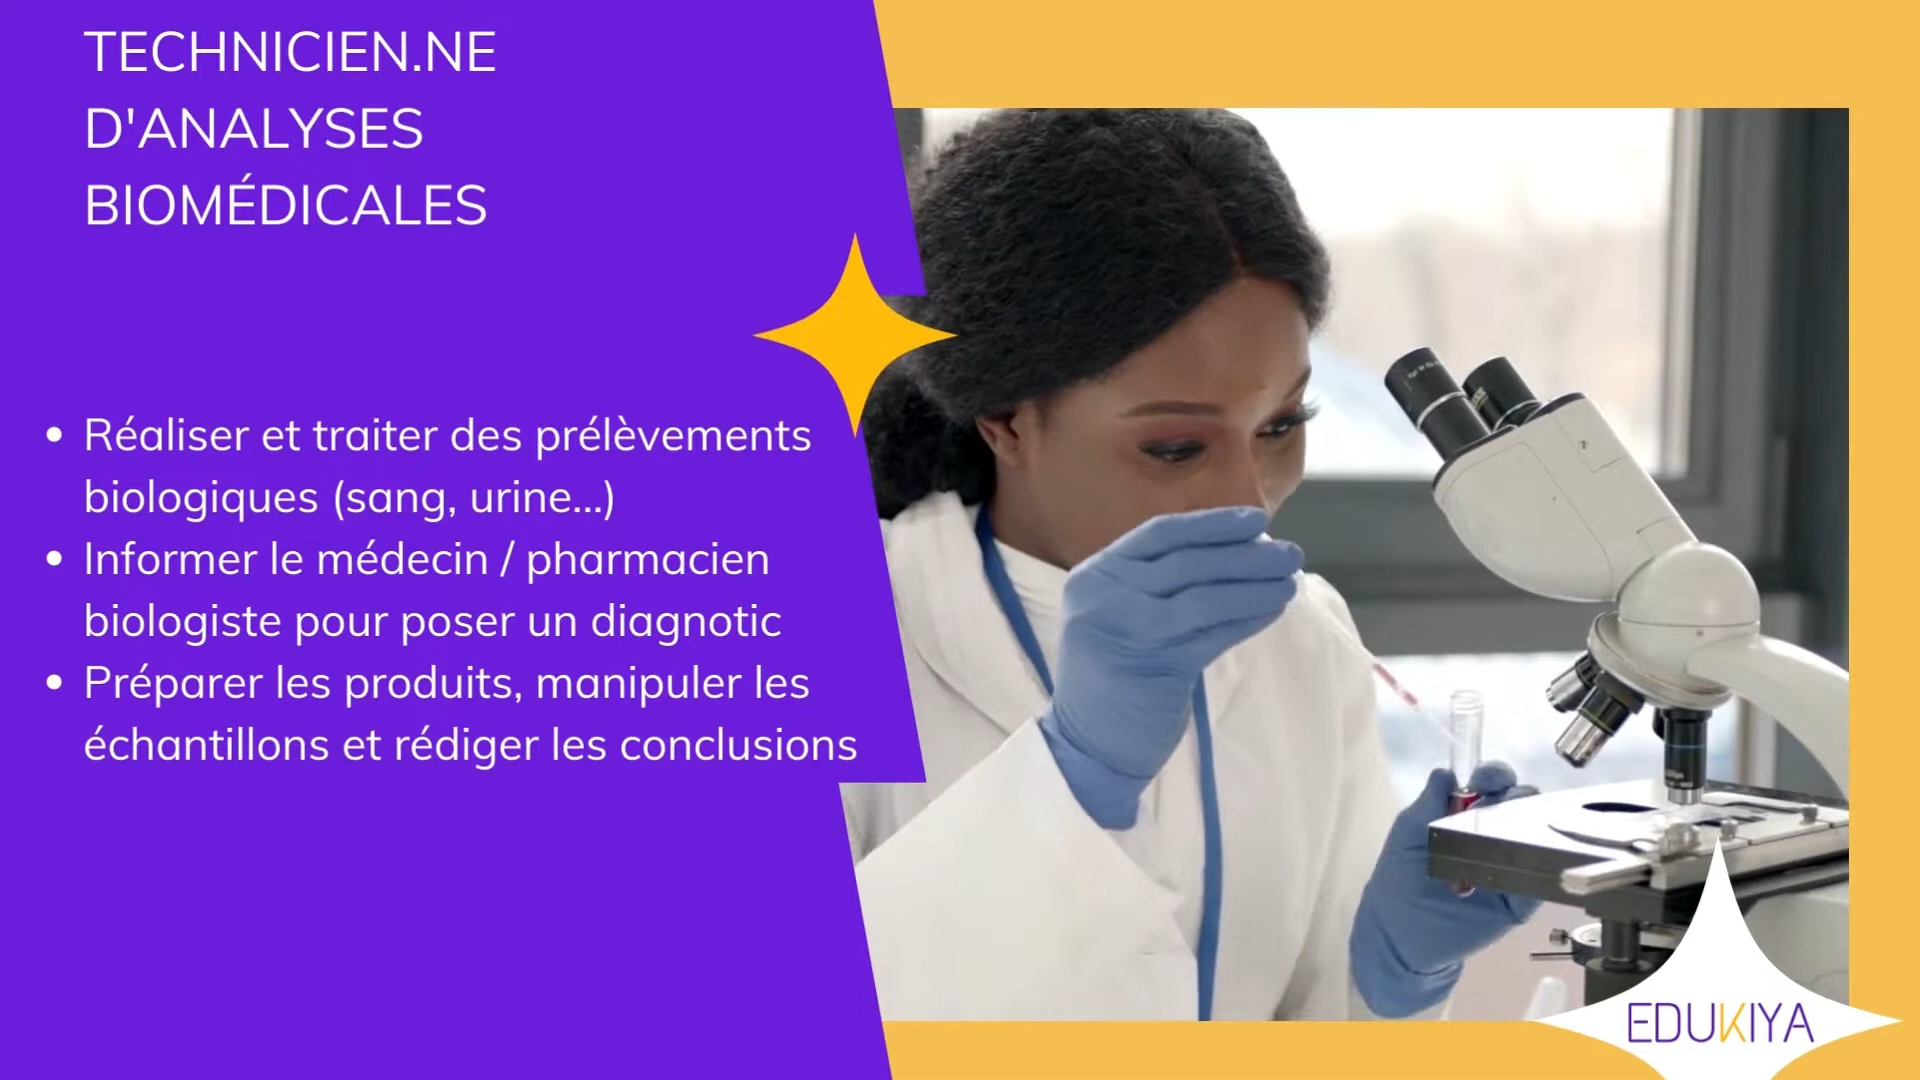 TECHNICIEN.NE
D'ANALYSES
BIOMÉDICALES
• Réaliser et traiter des prélèvements
biologiques (sang, urine...)
• Informer le médecin / pharmacien
biologiste pour poser un diagnotic
• Préparer les produits, manipuler les
échantillons et rédiger les conclusions
EDUKIYA